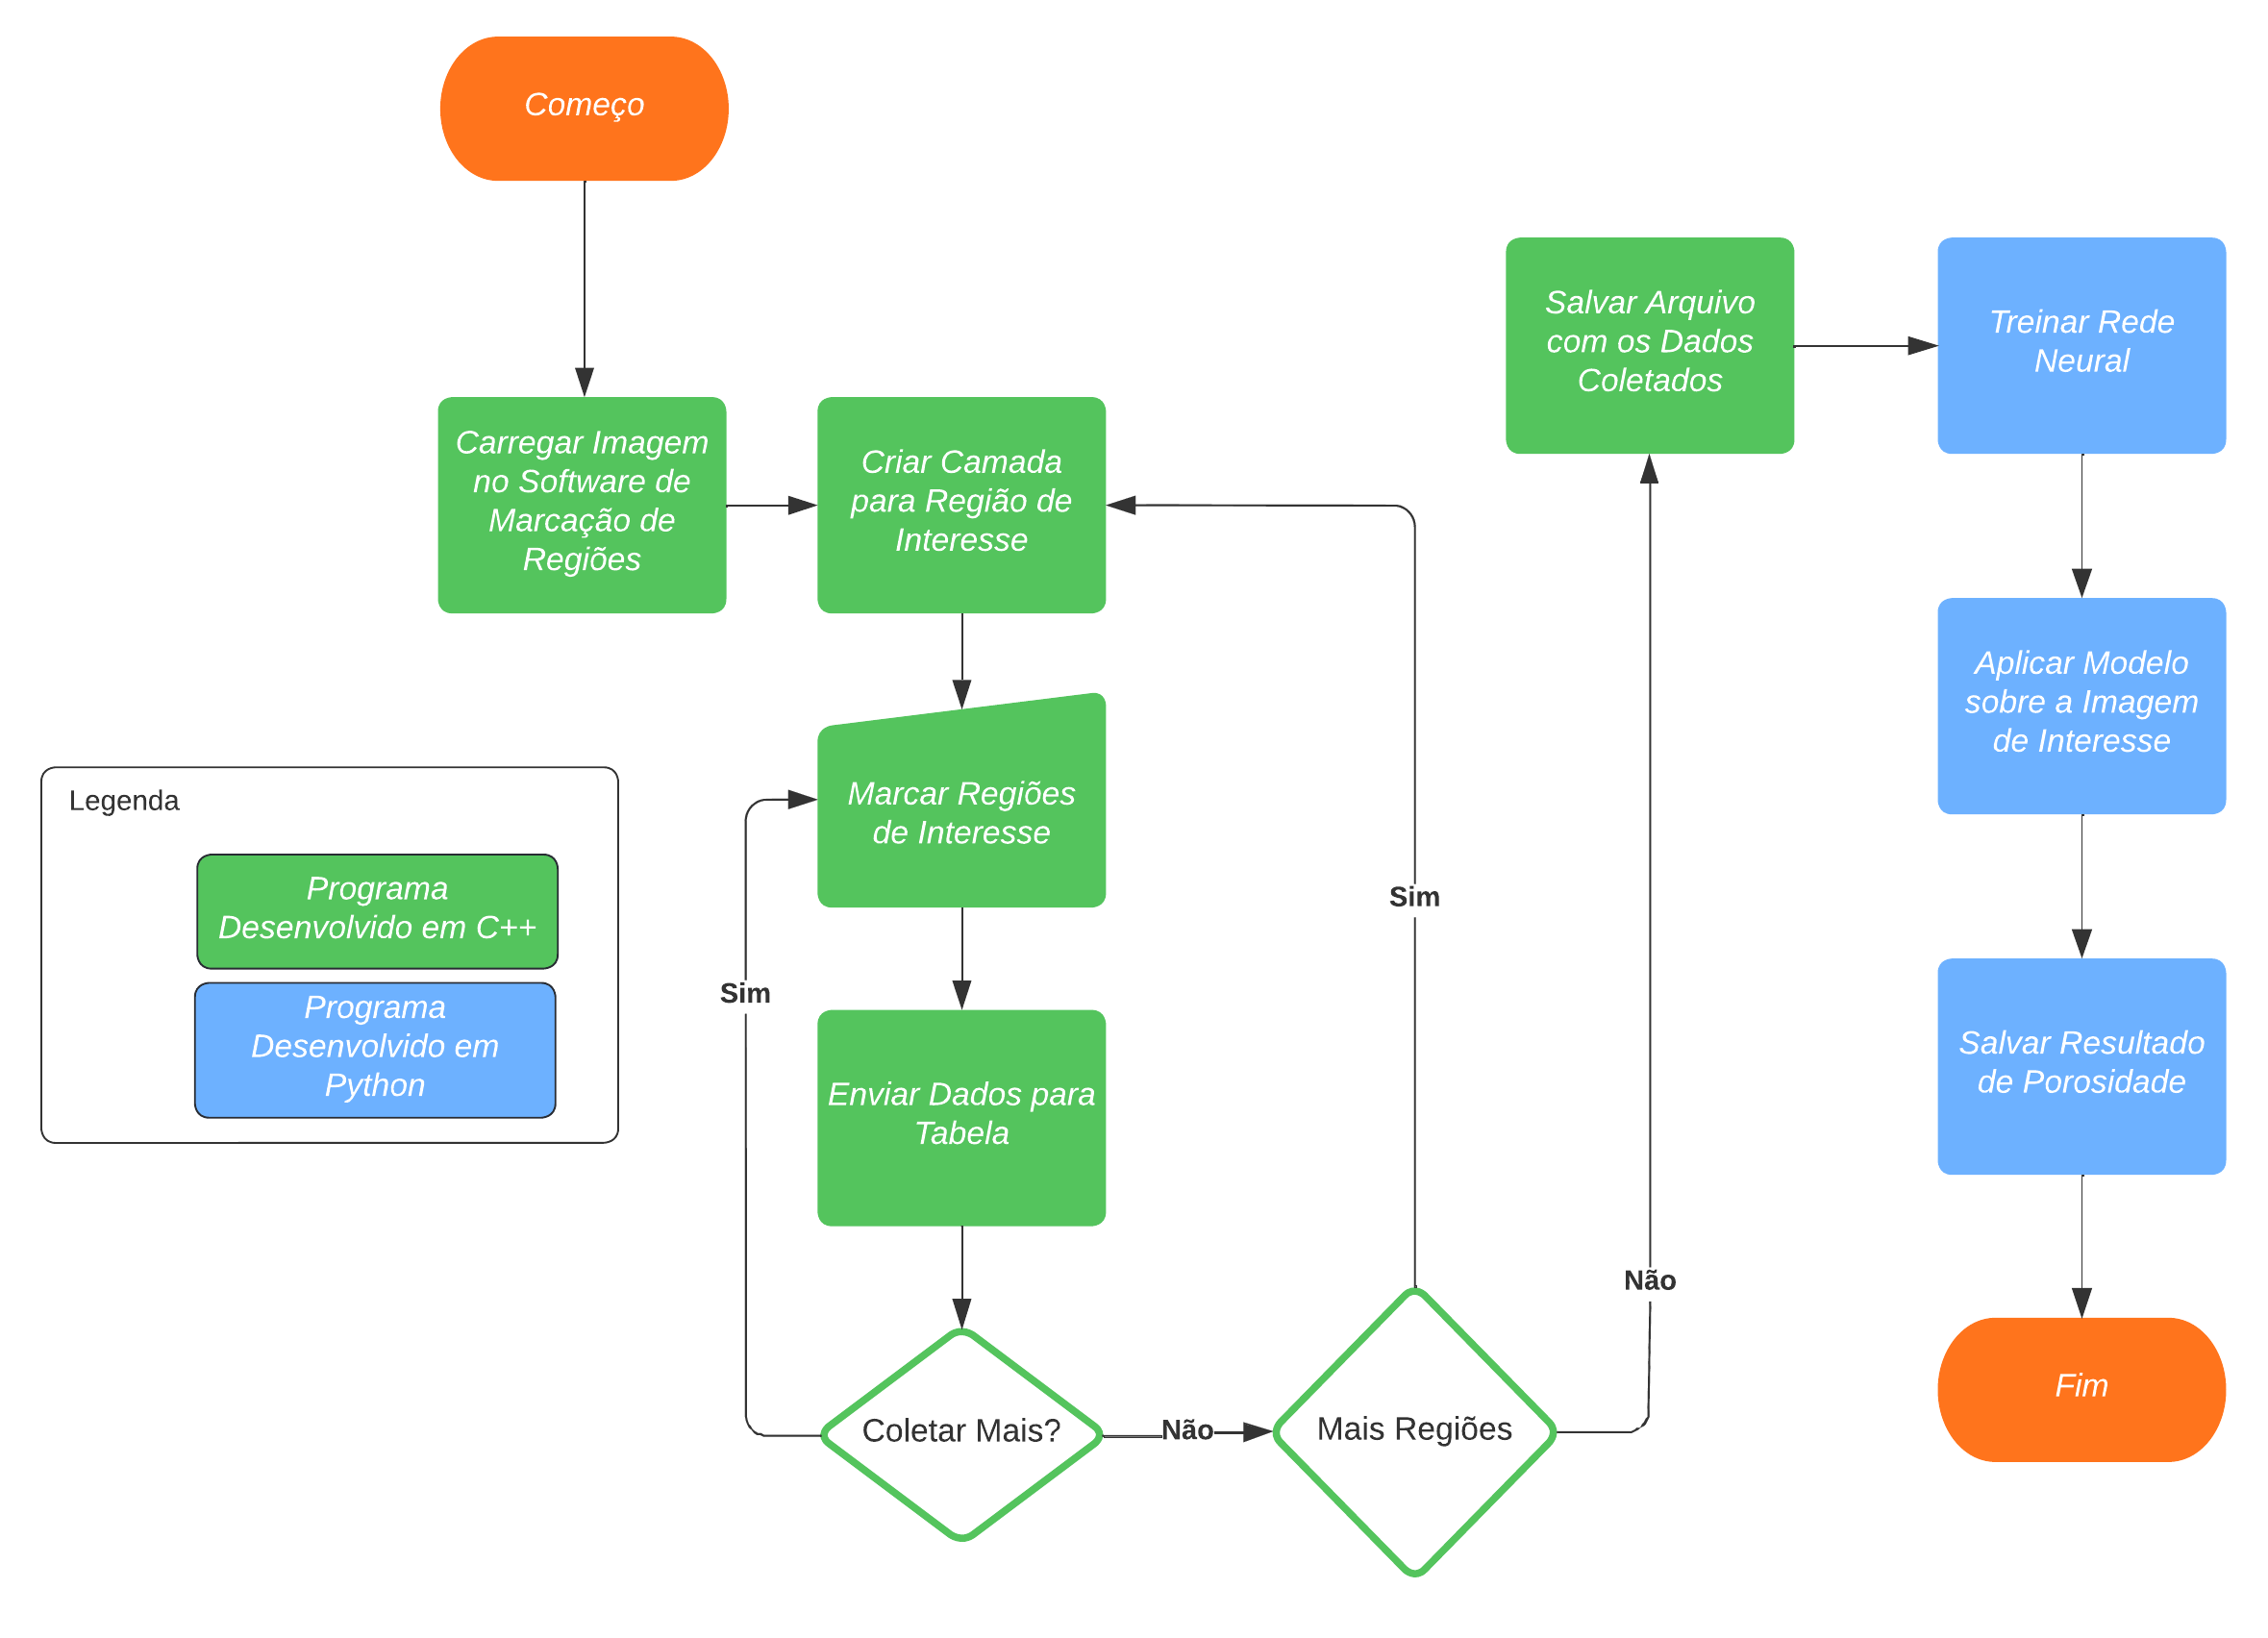 Começo
Carregar Imagem
no Software de
Marcação de
Regiões
Criar Camada
para Região de
Interesse
Marcar Regiões
de Interesse
Enviar Dados para
Tabela
Coletar Mais?
Sim
Não
Mais Regiões
Sim
Não
Salvar Arquivo
com os Dados
Coletados
Treinar Rede
Neural
Aplicar Modelo
sobre a Imagem
de Interesse
Salvar Resultado
de Porosidade
Fim
Legenda
Programa
Desenvolvido em C++
Programa
Desenvolvido em
Python